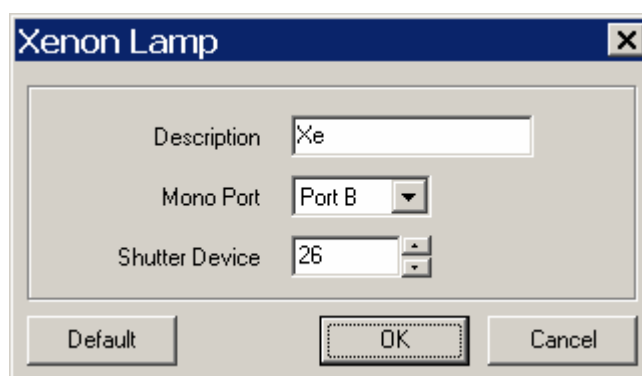 Xenon Lamp
Description Xe
Mono Port Port B
Shutter Device 26
Default OK Cancel